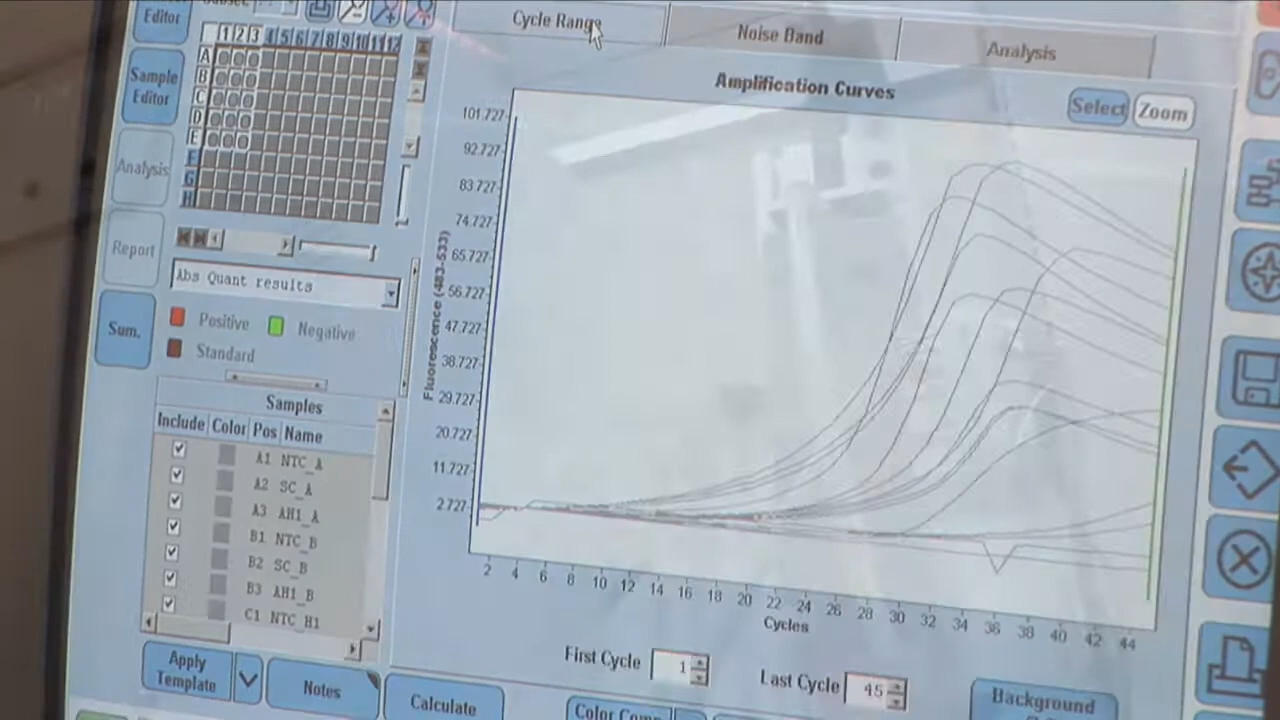 Editor
1 2 3 4 5 6 7 8 9 10 11 12
A
B
C
D
E
F
G
H
Sample
Editor
Analysis
Report
Sum.
Abs Quant results
Positive
Negative
Standard
Samples
Include Color Pos Name
A1 NTC_A
A2 SC_A
A3 AH1_A
B1 NTC_B
B2 SC_B
B3 AH1_B
C1 NTC_H1
Apply
Template
Notes
Calculate
Cycle Range
Noise Band
Analysis
Amplification Curves
Select
Zoom
Fluorescence (483-533)
101.727
92.727
83.727
74.727
65.727
56.727
47.727
38.727
29.727
20.727
11.727
2.727
2 4 6 8 10 12 14 16 18 20 22 24 26 28 30 32 34 36 38 40 42 44
Cycles
First Cycle 1
Last Cycle 45
Background